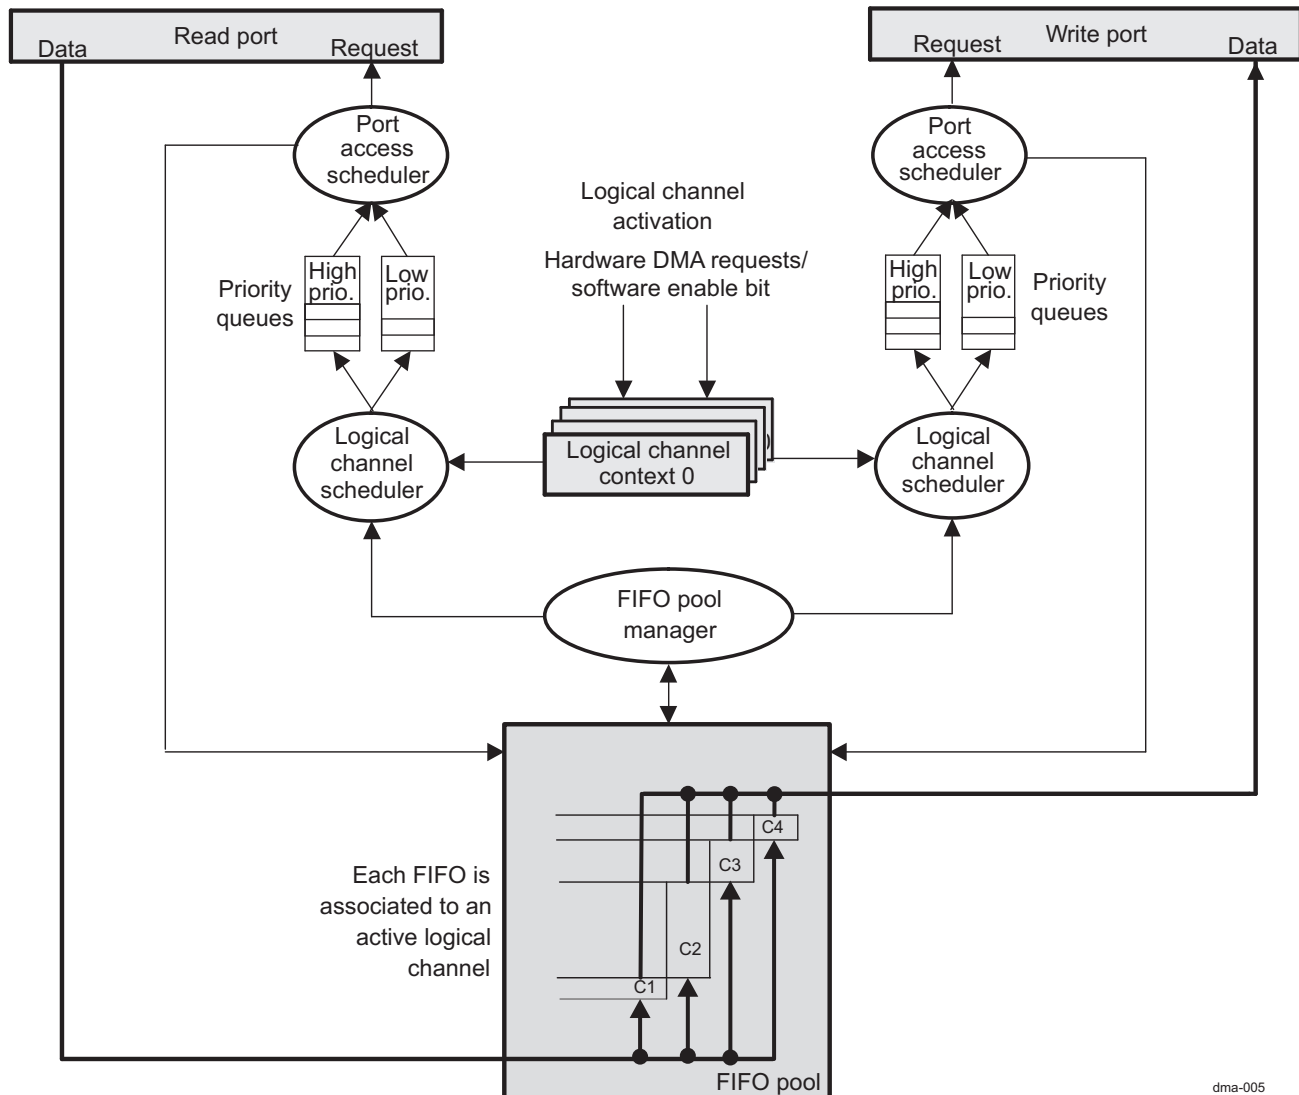 Read port
Data
Request
Write port
Request
Data
Port
access
scheduler
Port
access
scheduler
Logical channel
activation
Hardware DMA requests/
software enable bit
Priority
queues
High
prio.
Low
prio.
High
prio.
Low
prio.
Priority
queues
Logical
channel
scheduler
Logical channel
context 0
Logical
channel
scheduler
FIFO pool
manager
C4
C3
C2
C1
Each FIFO is
associated to an
active logical
channel
FIFO pool
dma-005